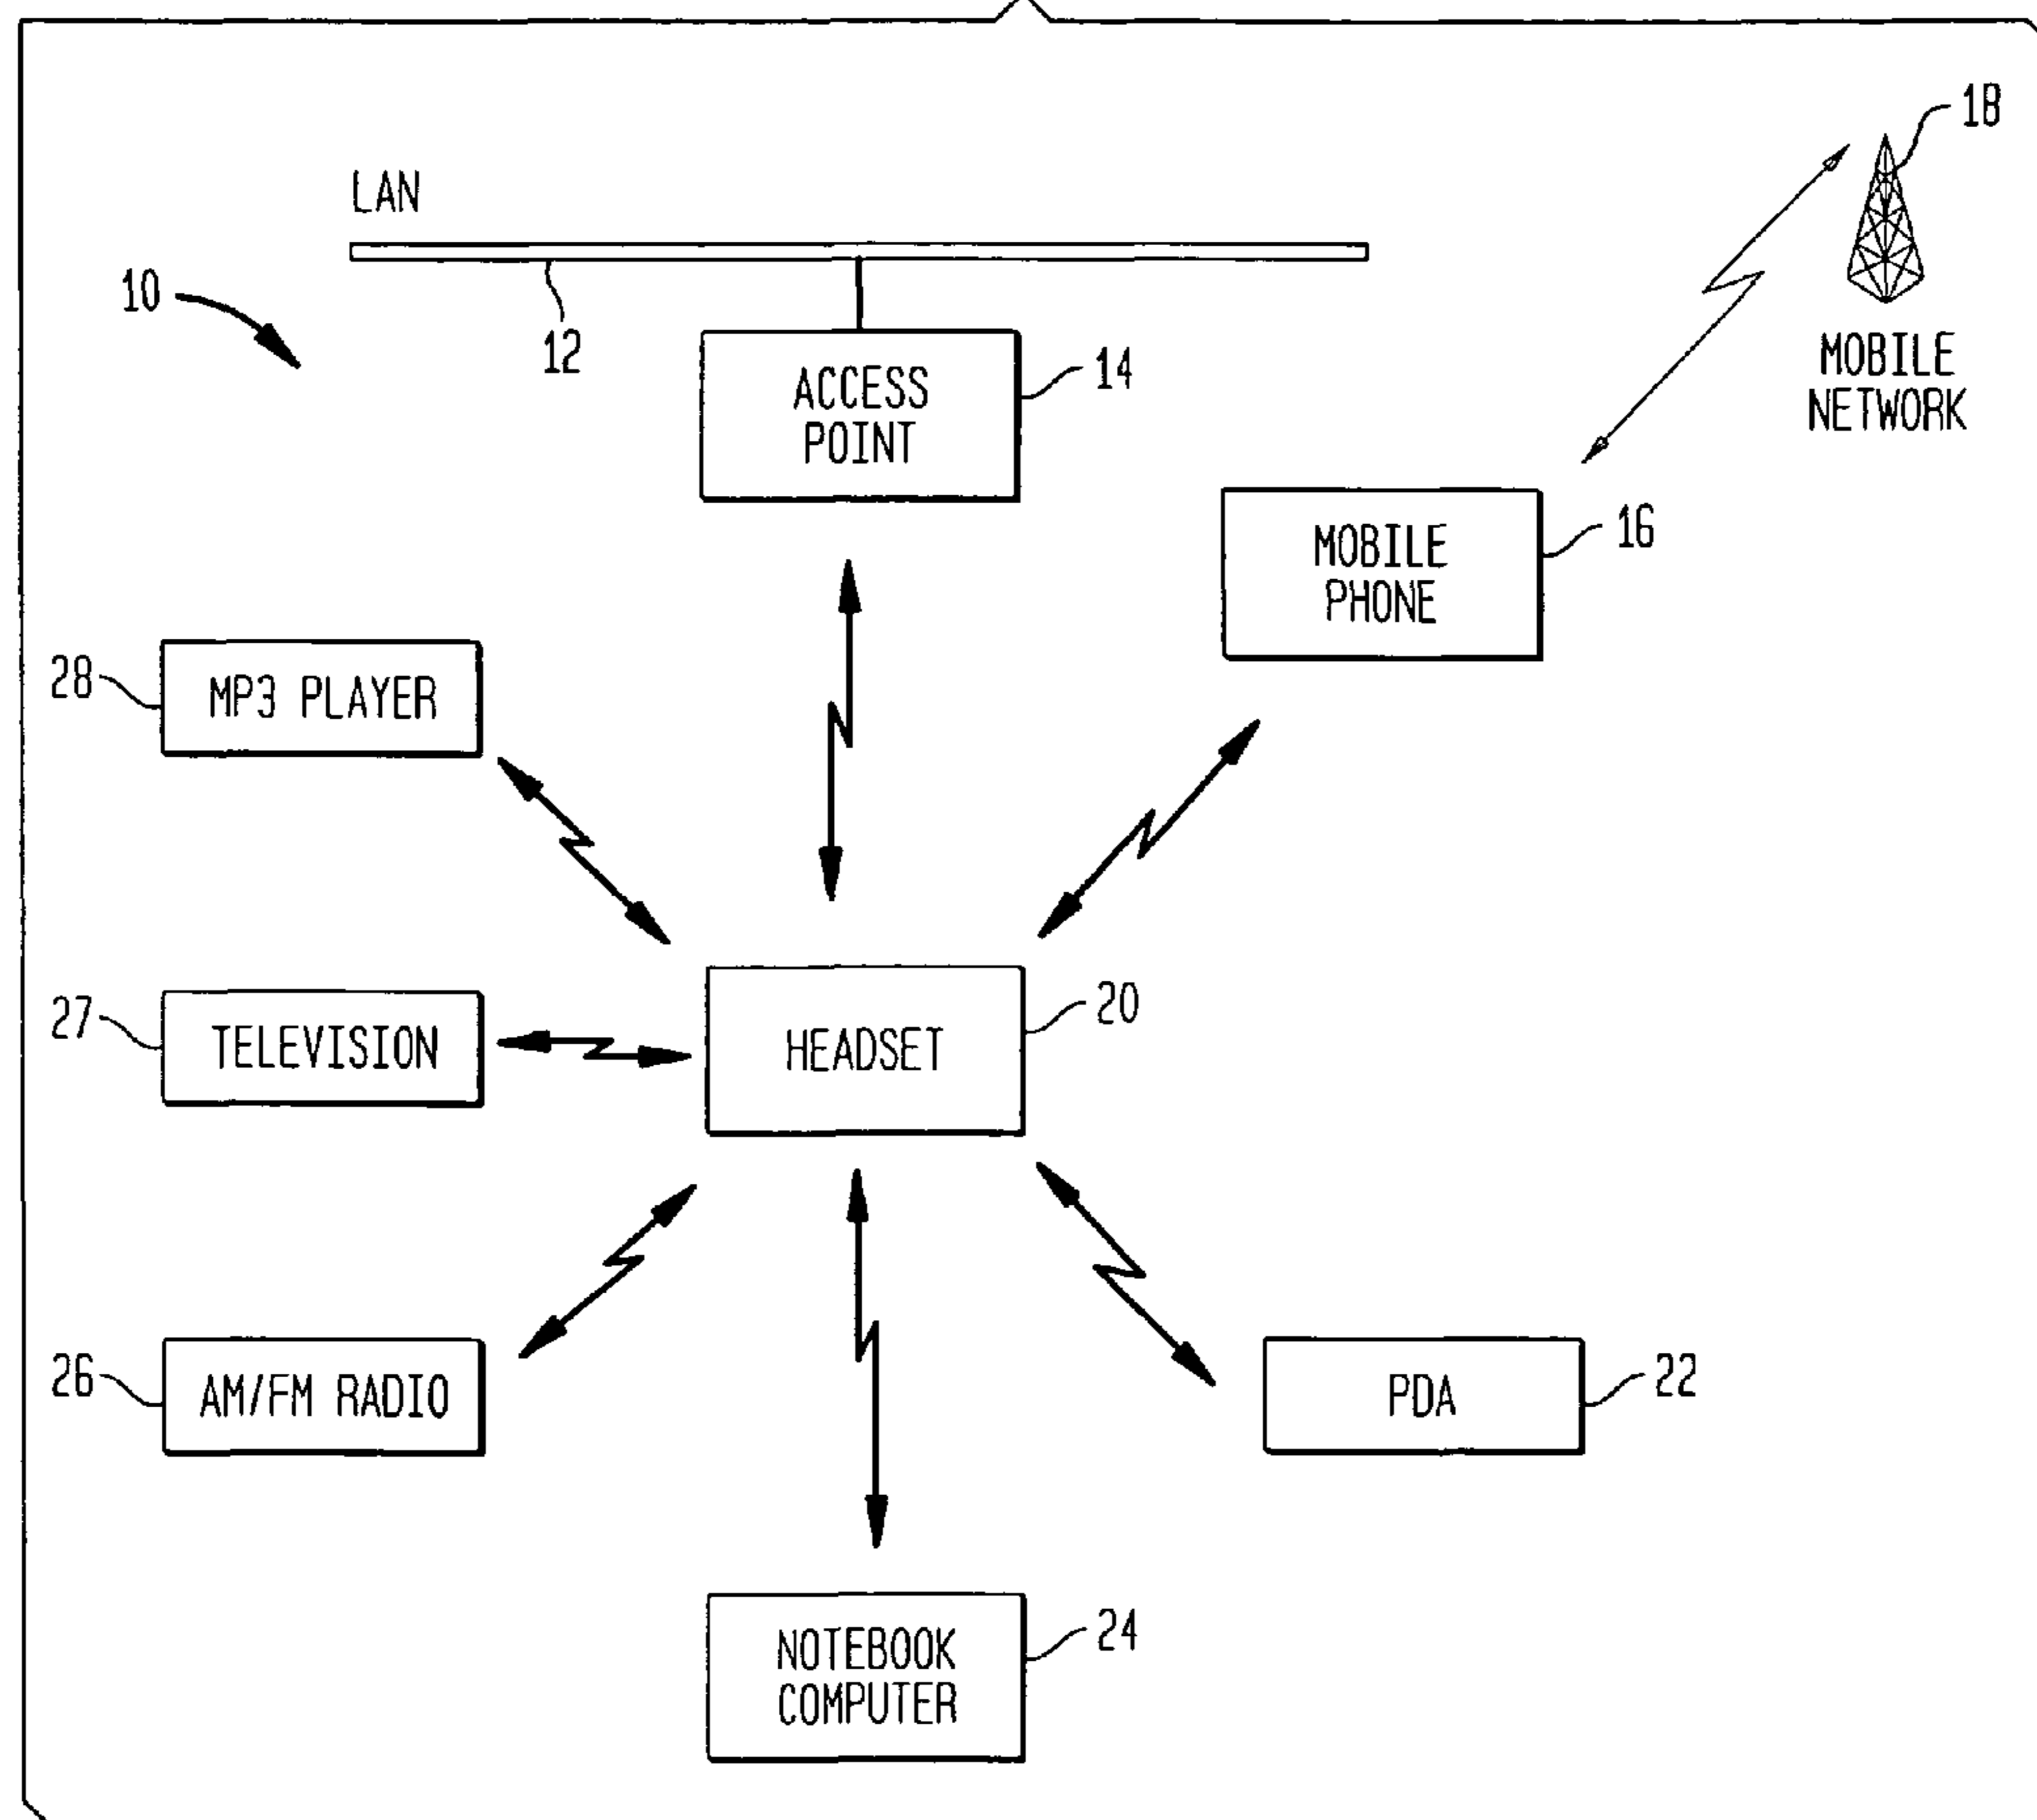 18
LAN
10
12
MOBILE
NETWORK
ACCESS
POINT
14
MOBILE
PHONE
16
28
MP3 PLAYER
27
TELEVISION
HEADSET
20
26
AM/FM RADIO
PDA
22
NOTEBOOK
COMPUTER
24